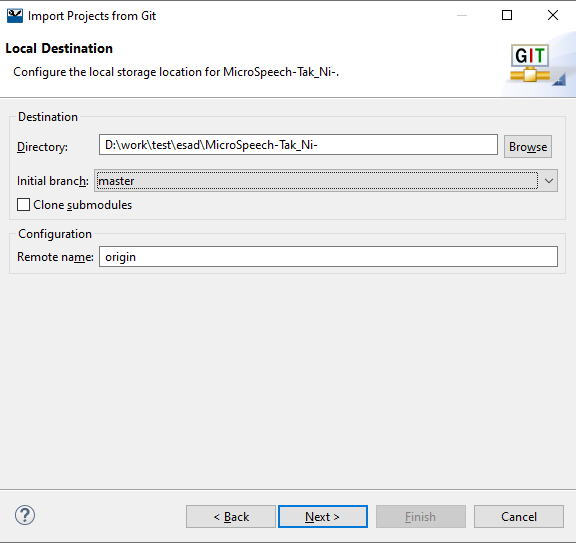 Import Projects from Git
Local Destination
Configure the local storage location for MicroSpeech-Tak_Ni-.
GIT
Destination
Directory: D:\work\test\esad\MicroSpeech-Tak_Ni- Browse
Initial branch: master
Clone submodules
Configuration
Remote name: origin
? < Back Next > Finish Cancel